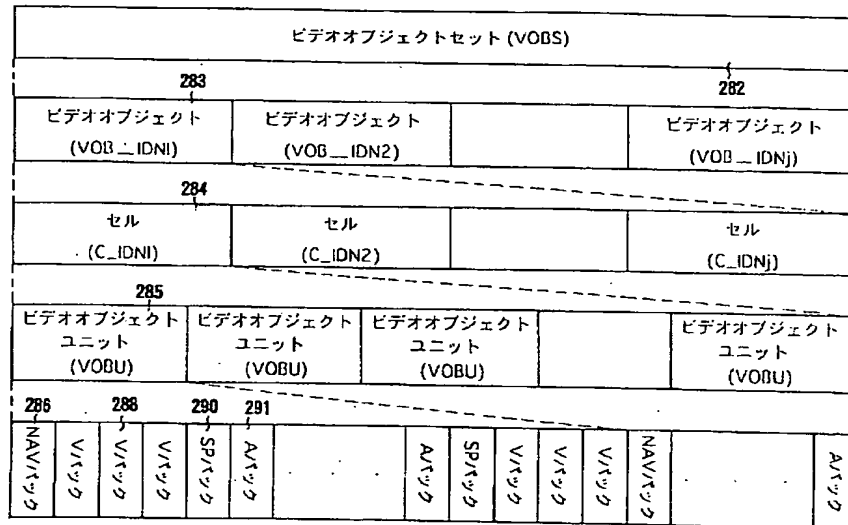 ビデオオブジェクトセット (VOBS)
283
282
ビデオオブジェクト
(VOB_IDN1)
ビデオオブジェクト
(VOB_IDN2)
ビデオオブジェクト
(VOB_IDNj)
284
セル
(C_IDN1)
セル
(C_IDN2)
セル
(C_IDNj)
285
ビデオオブジェクト
ユニット
(VOBU)
ビデオオブジェクト
ユニット
(VOBU)
ビデオオブジェクト
ユニット
(VOBU)
ビデオオブジェクト
ユニット
(VOBU)
286
288
290
291
NAVパック
Vパック
Vパック
Vパック
SPパック
Aパック
Aパック
SPパック
Vパック
Vパック
Vパック
NAVパック
Aパック